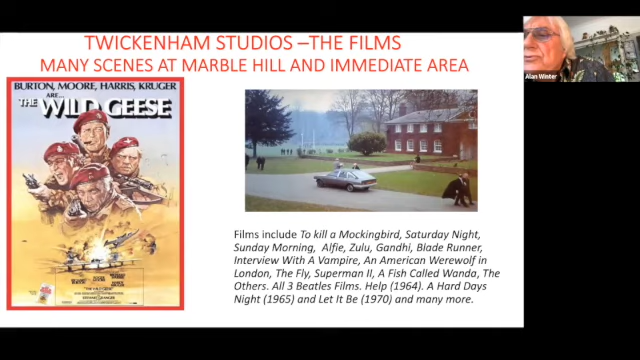 TWICKENHAM STUDIOS –THE FILMS
MANY SCENES AT MARBLE HILL AND IMMEDIATE AREA
Alan Winter
BURTON, MOORE, HARRIS, KRUGER
ARE...
THE WILD GEESE
Films include To kill a Mockingbird, Saturday Night,
Sunday Morning, Alfie, Zulu, Gandhi, Blade Runner,
Interview With A Vampire, An American Werewolf in
London, The Fly, Superman II, A Fish Called Wanda, The
Others. All 3 Beatles Films. Help (1964). A Hard Days
Night (1965) and Let It Be (1970) and many more.